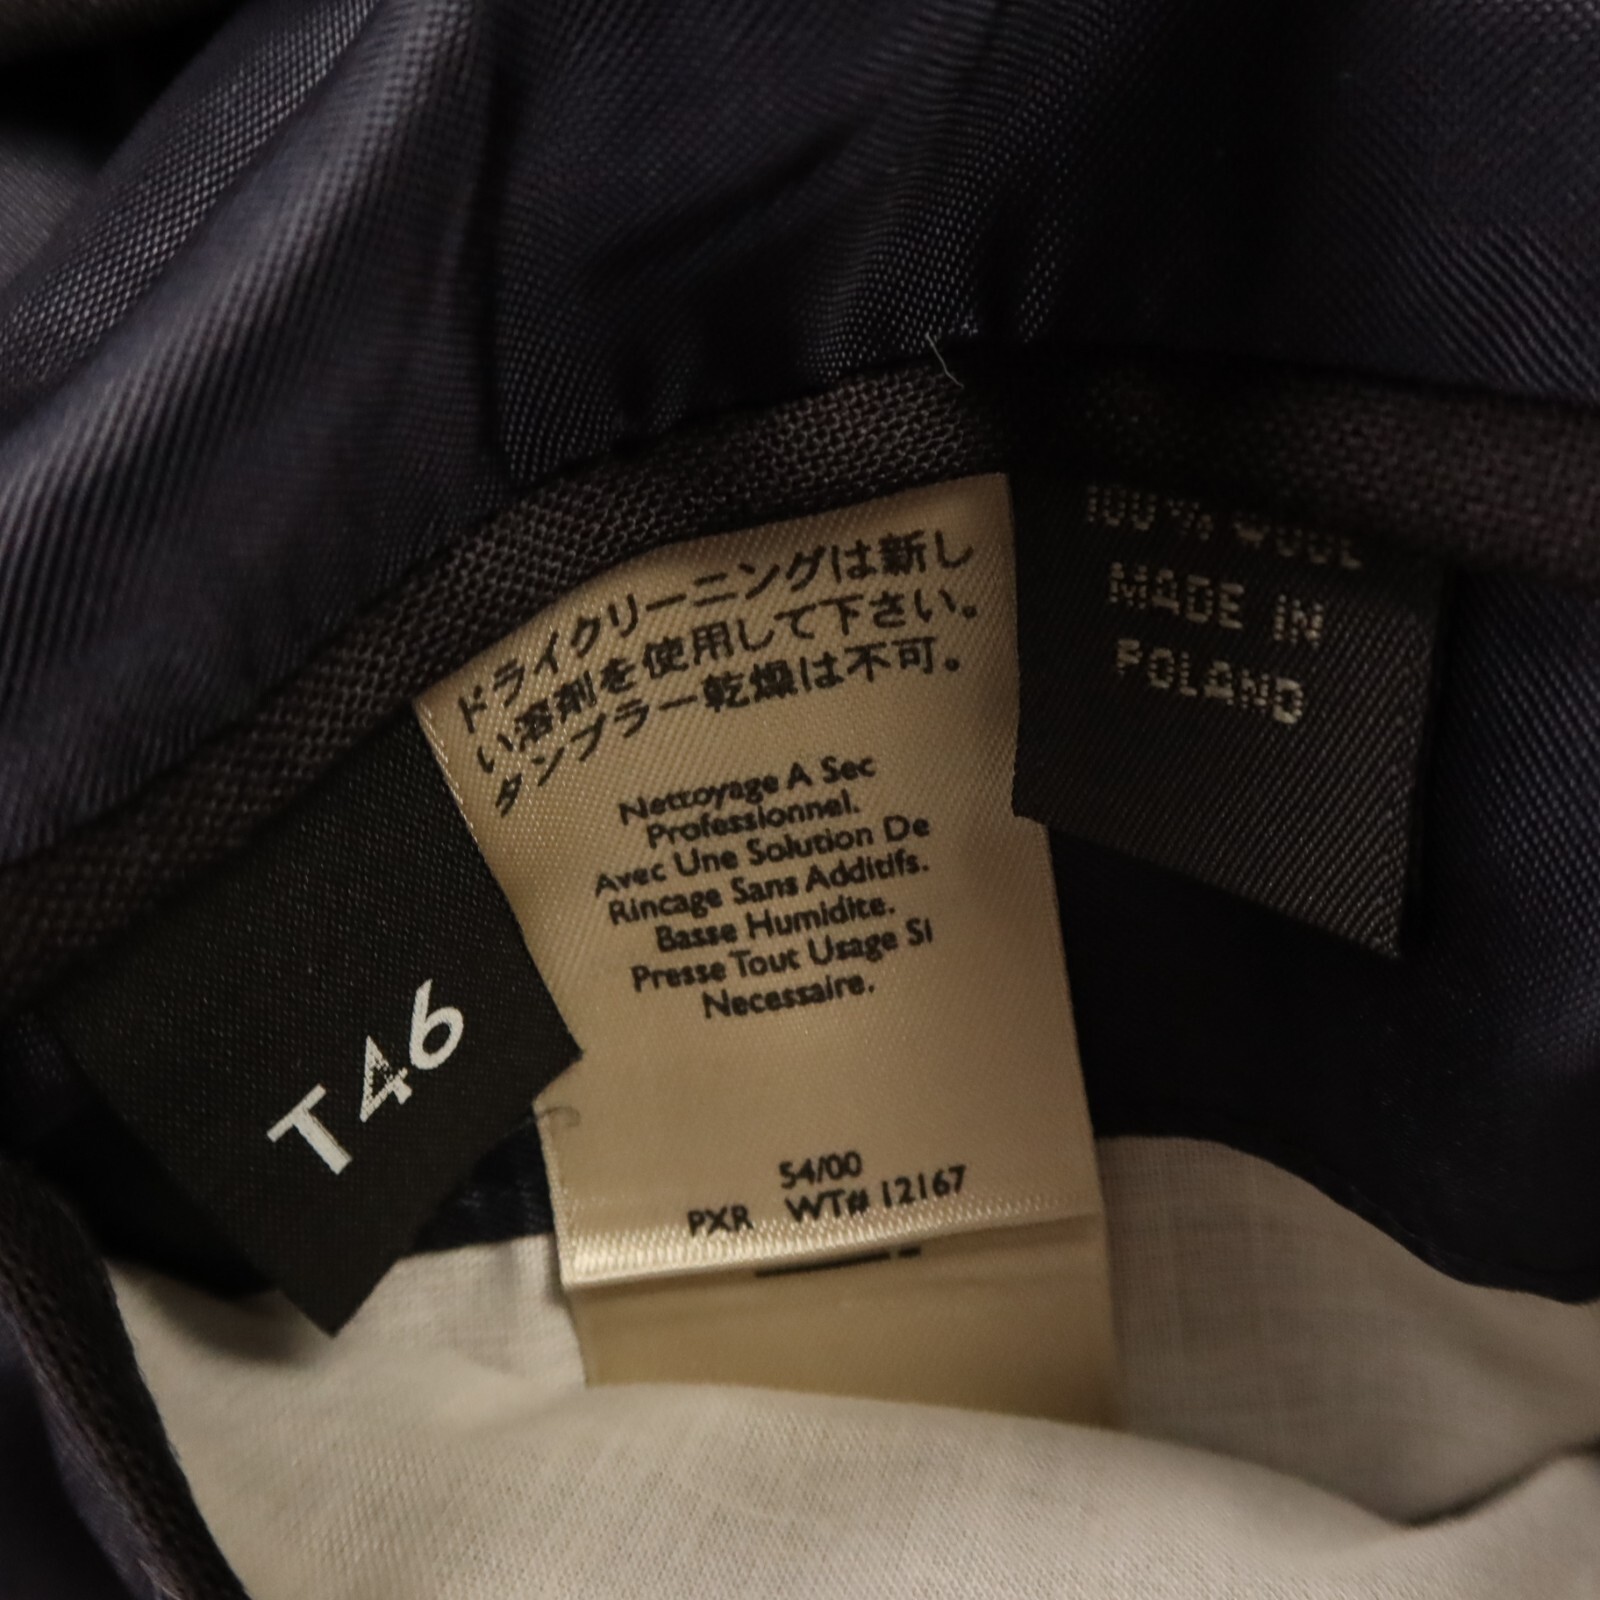 ドライクリーニングは新し
い溶剤を使用して下さい。
タンブラー乾燥は不可。
Nettoyage A Sec
Professionnel.
Avec Une Solution De
Rincage Sans Additifs.
Basse Humidite.
Presse Tout Usage Si
Necessaire.
54/00
PXR WT# 12167
T 46
100% WOOL
MADE IN
POLAND